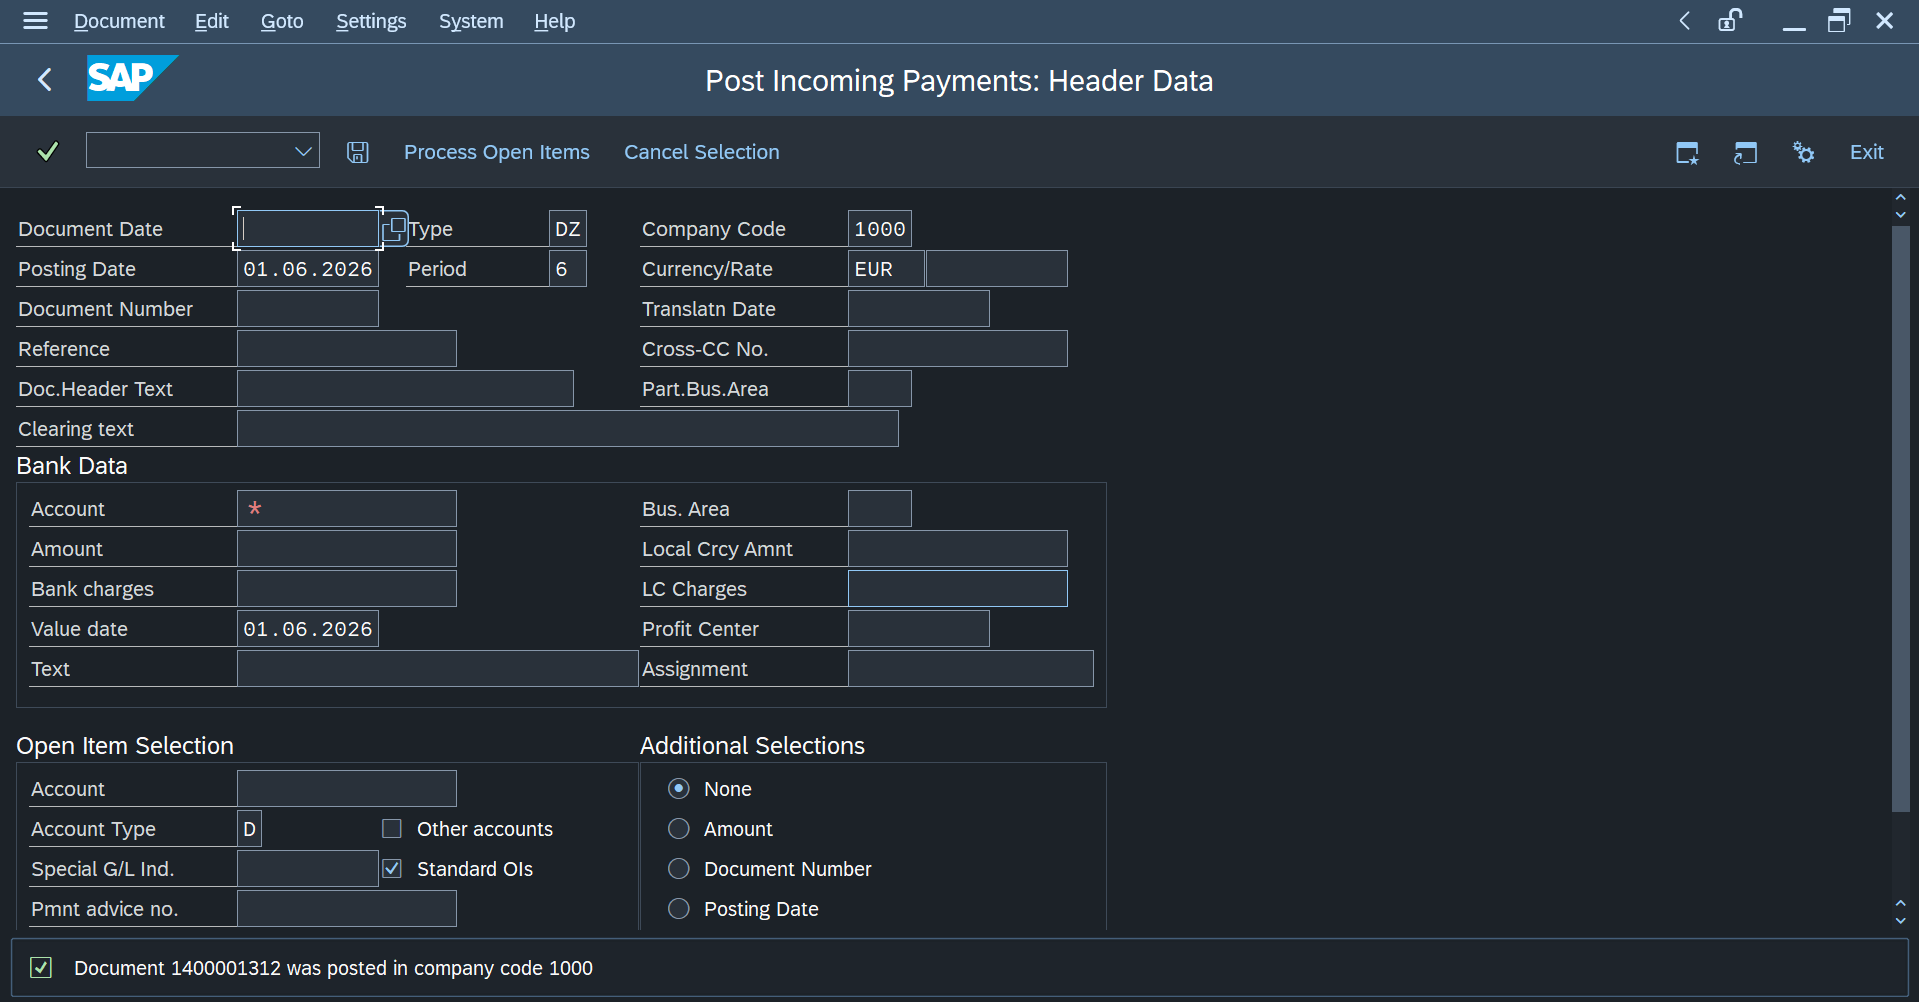 Document Edit Goto Settings System Help
SAP Post Incoming Payments: Header Data
Process Open Items Cancel Selection Exit
Document Date Type DZ Company Code 1000
Posting Date 01.06.2026 Period 6 Currency/Rate EUR
Document Number Translatn Date
Reference Cross-CC No.
Doc.Header Text Part.Bus.Area
Clearing text
Bank Data
Account * Bus. Area
Amount Local Crcy Amnt
Bank charges LC Charges
Value date 01.06.2026 Profit Center
Text Assignment
Open Item Selection Additional Selections
Account None
Account Type D Other accounts Amount
Special G/L Ind. Standard OIs Document Number
Pmnt advice no. Posting Date
Document 1400001312 was posted in company code 1000